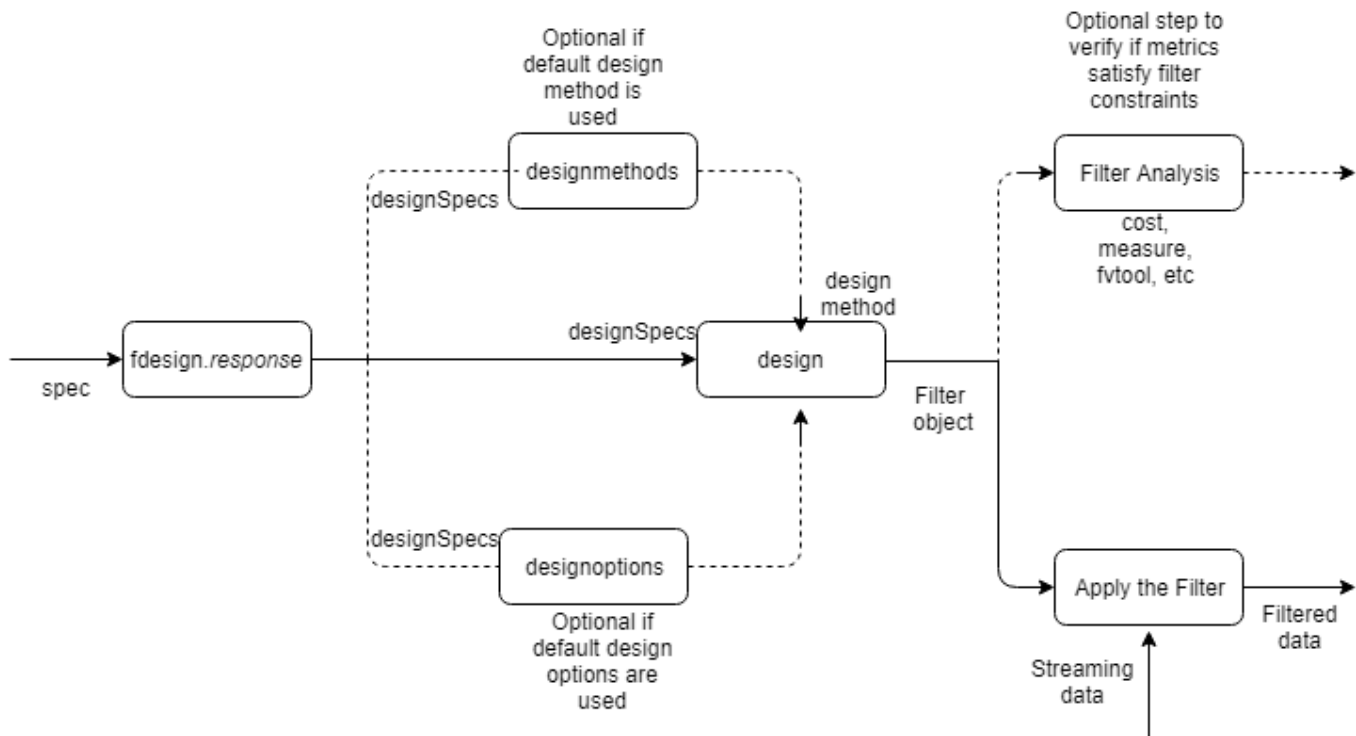 Optional if
default design
method is
used
designmethods
designSpecs
Optional step to
verify if metrics
satisfy filter
constraints
Filter Analysis
cost,
measure,
fvtool, etc
design
method
designSpecs
spec
fdesign.response
design
Filter
object
designSpecs
designoptions
Optional if
default design
options are
used
Apply the Filter
Filtered
data
Streaming
data